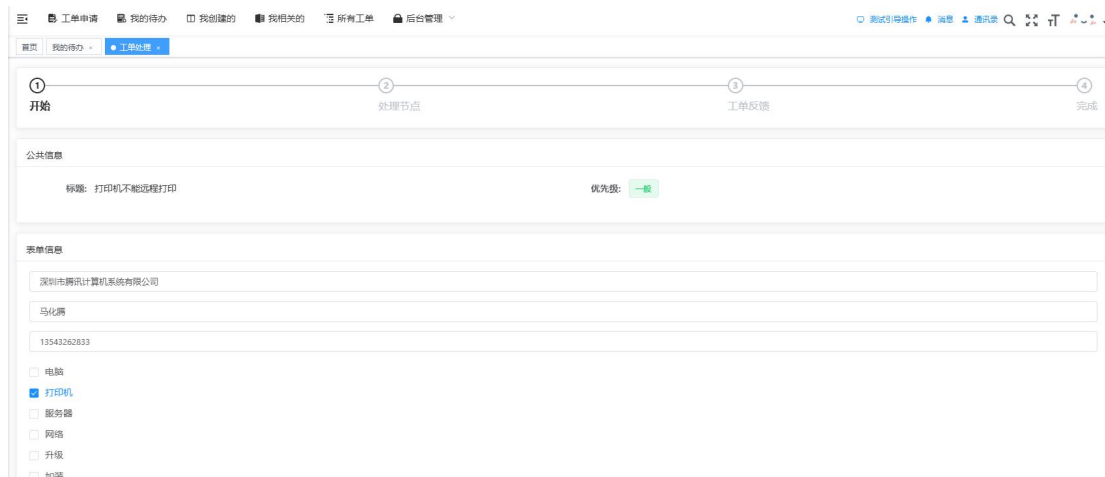 工单申请 我的待办 我创建的 我相关的 所有工单 后台管理 测试引导操作 消息 通讯录
首页 我的待办 × 工单处理 ×
1 2 3 4
开始 处理节点 工单反馈 完成
公共信息
标题: 打印机不能远程打印 优先级: 一般
表单信息
深圳市腾讯计算机系统有限公司
马化腾
13543262833
电脑
打印机
服务器
网络
升级